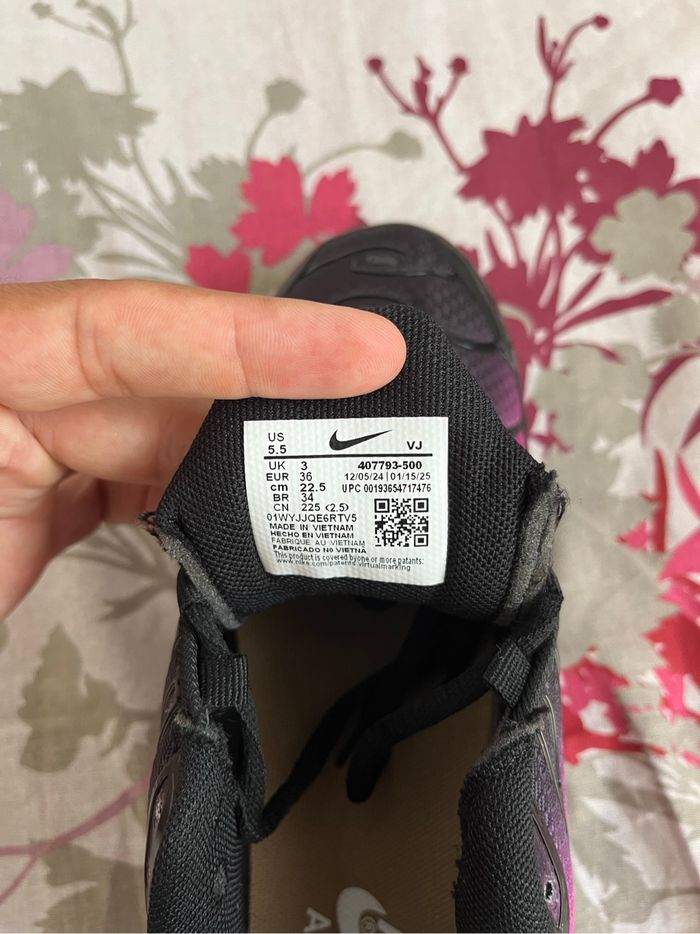 US
5.5
VJ
UK 3
407793-500
EUR 36
12/05/24 | 01/15/25
cm 22.5
UPC 00193654717476
BR 34
CN 225 (2.5)
01WYJJQE6RTV5
MADE IN VIETNAM
HECHO EN VIETNAM
FABRIQUE AU VIETNAM
FABRICADO NO VIETNA
This product is covered by one or more patents:
www.nike.com/patents virtualmarking
A